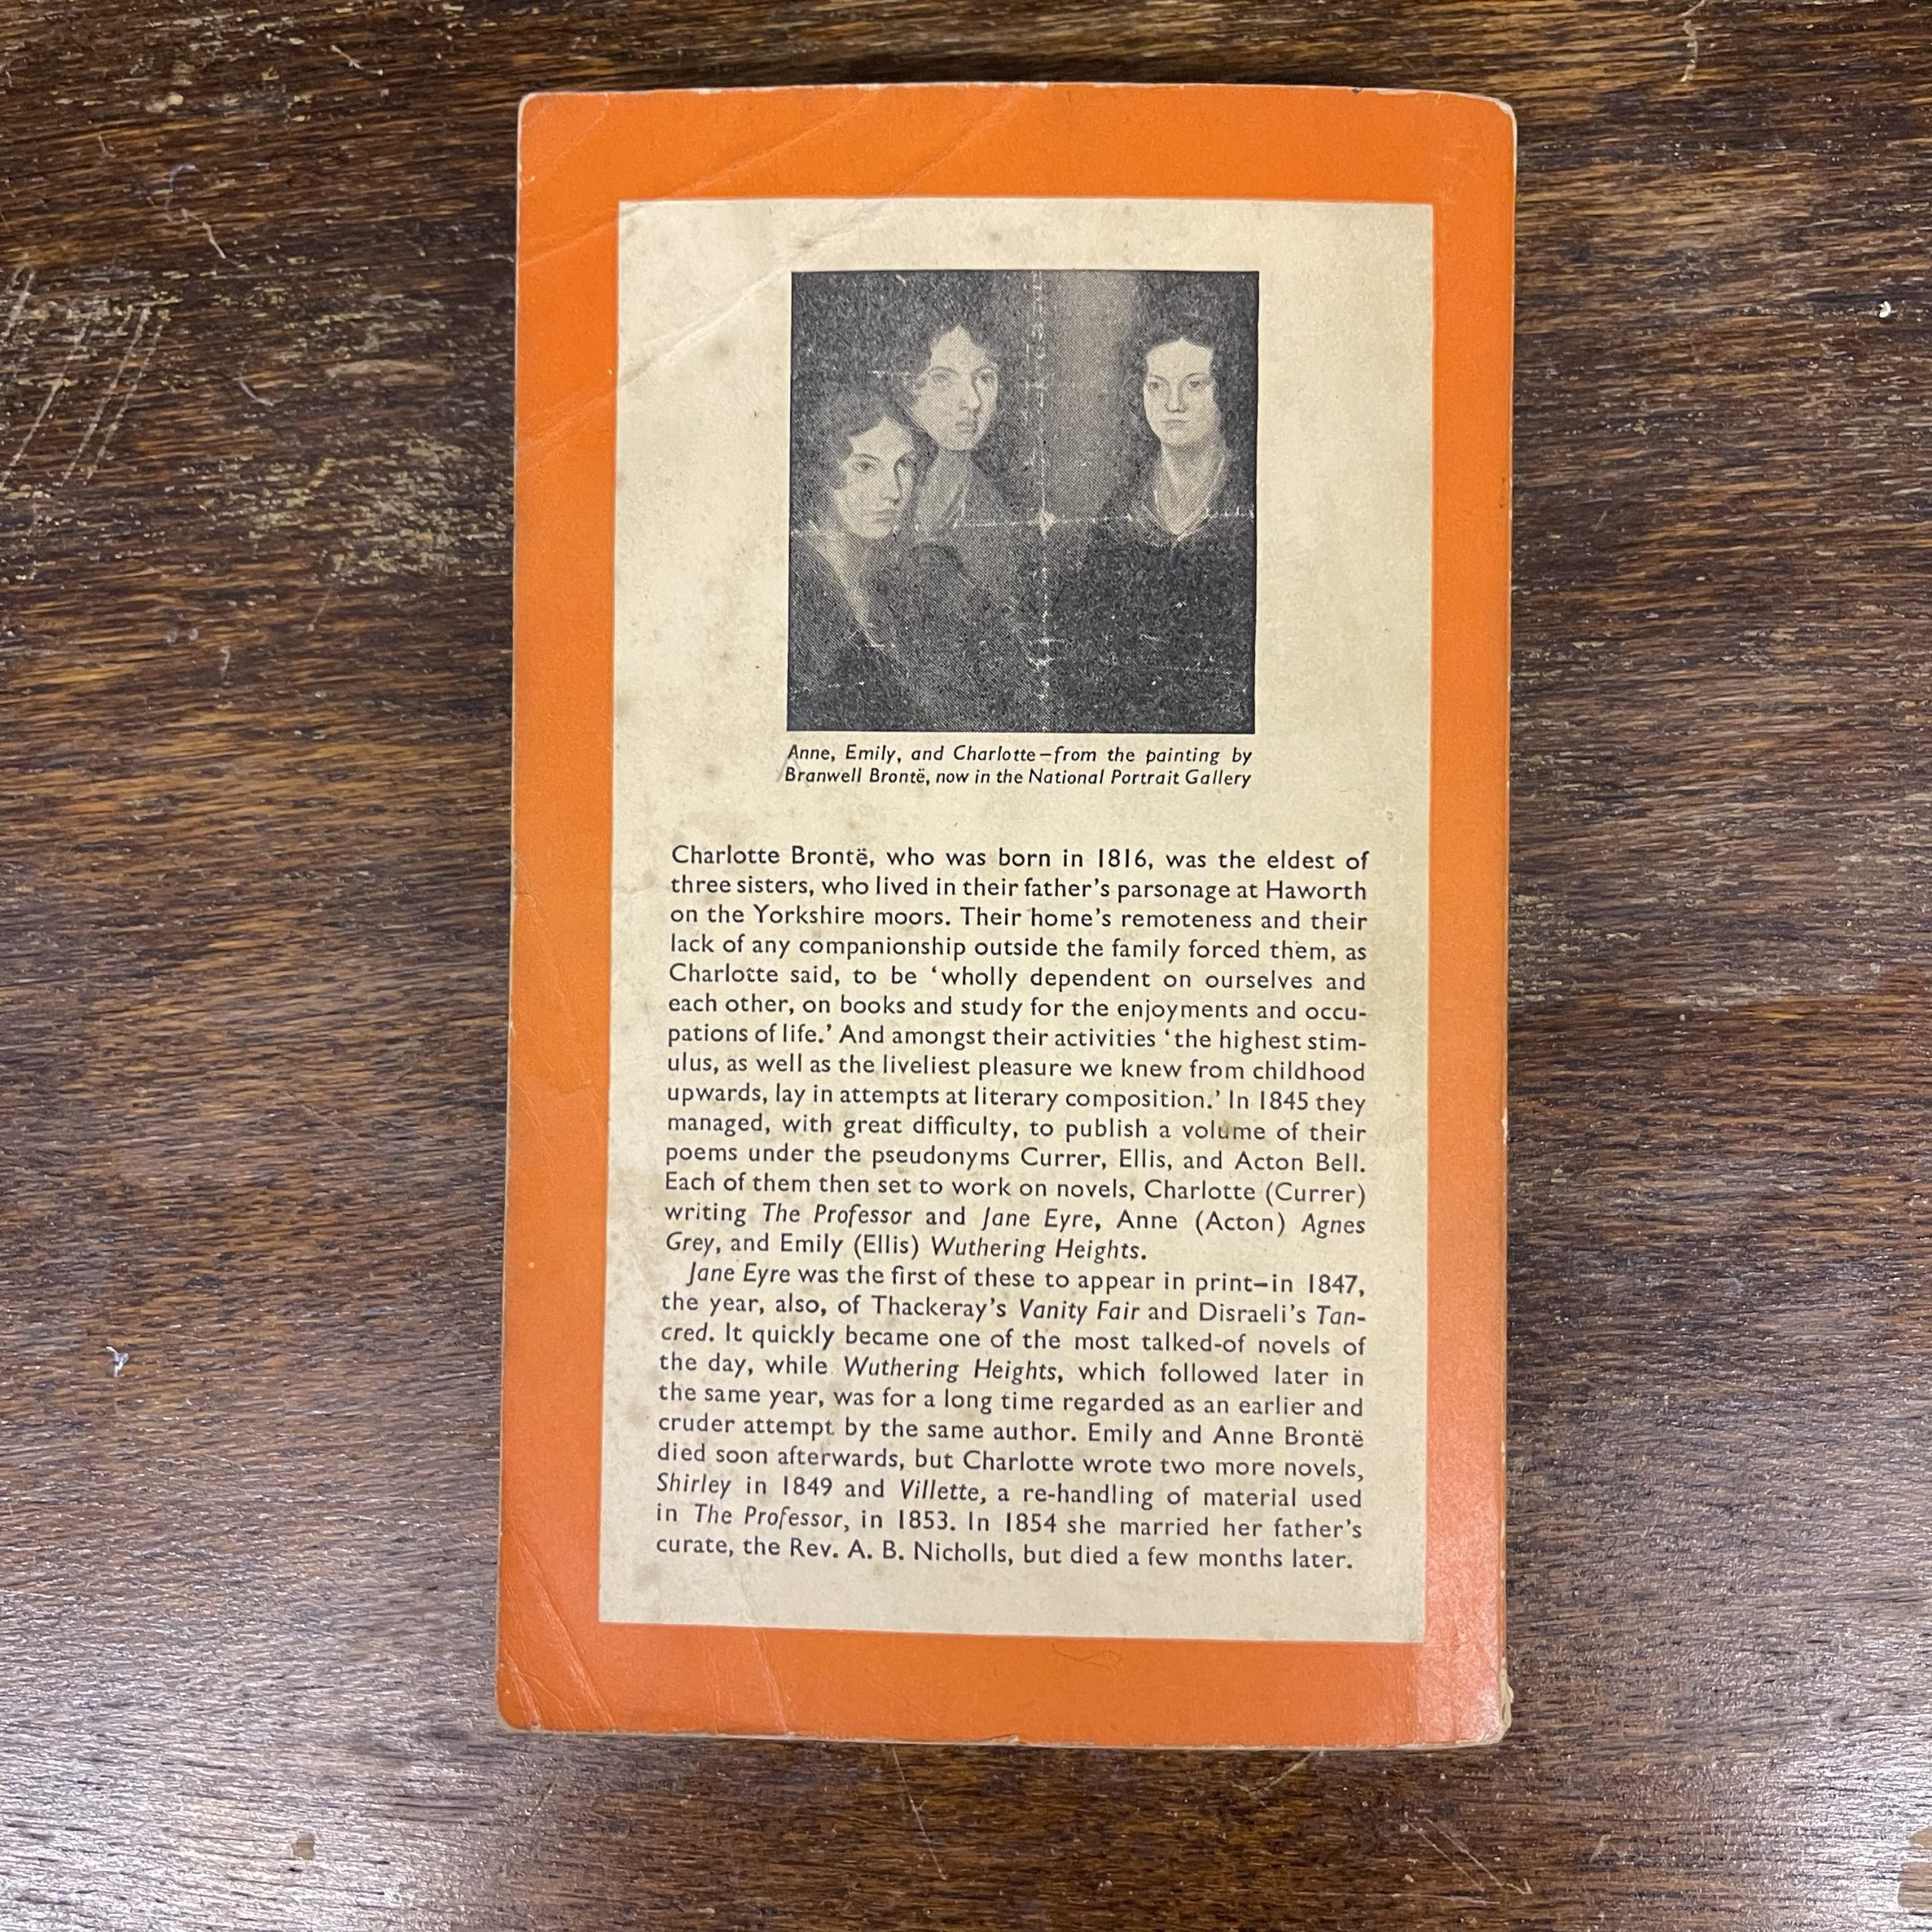 Anne, Emily, and Charlotte—from the painting by
Branwell Brontë, now in the National Portrait Gallery
Charlotte Brontë, who was born in 1816, was the eldest of
three sisters, who lived in their father's parsonage at Haworth
on the Yorkshire moors. Their home's remoteness and their
lack of any companionship outside the family forced them, as
Charlotte said, to be ‘wholly dependent on ourselves and
each other, on books and study for the enjoyments and occu-
pations of life.’ And amongst their activities ‘the highest stim-
ulus, as well as the liveliest pleasure we knew from childhood
upwards, lay in attempts at literary composition.’ In 1845 they
managed, with great difficulty, to publish a volume of their
poems under the pseudonyms Currer, Ellis, and Acton Bell.
Each of them then set to work on novels, Charlotte (Currer)
writing The Professor and Jane Eyre, Anne (Acton) Agnes
Grey, and Emily (Ellis) Wuthering Heights.
Jane Eyre was the first of these to appear in print—in 1847,
the year, also, of Thackeray's Vanity Fair and Disraeli's Tan-
cred. It quickly became one of the most talked-of novels of
the day, while Wuthering Heights, which followed later in
the same year, was for a long time regarded as an earlier and
cruder attempt by the same author. Emily and Anne Brontë
died soon afterwards, but Charlotte wrote two more novels,
Shirley in 1849 and Villette, a re-handling of material used
in The Professor, in 1853. In 1854 she married her father's
curate, the Rev. A. B. Nicholls, but died a few months later.